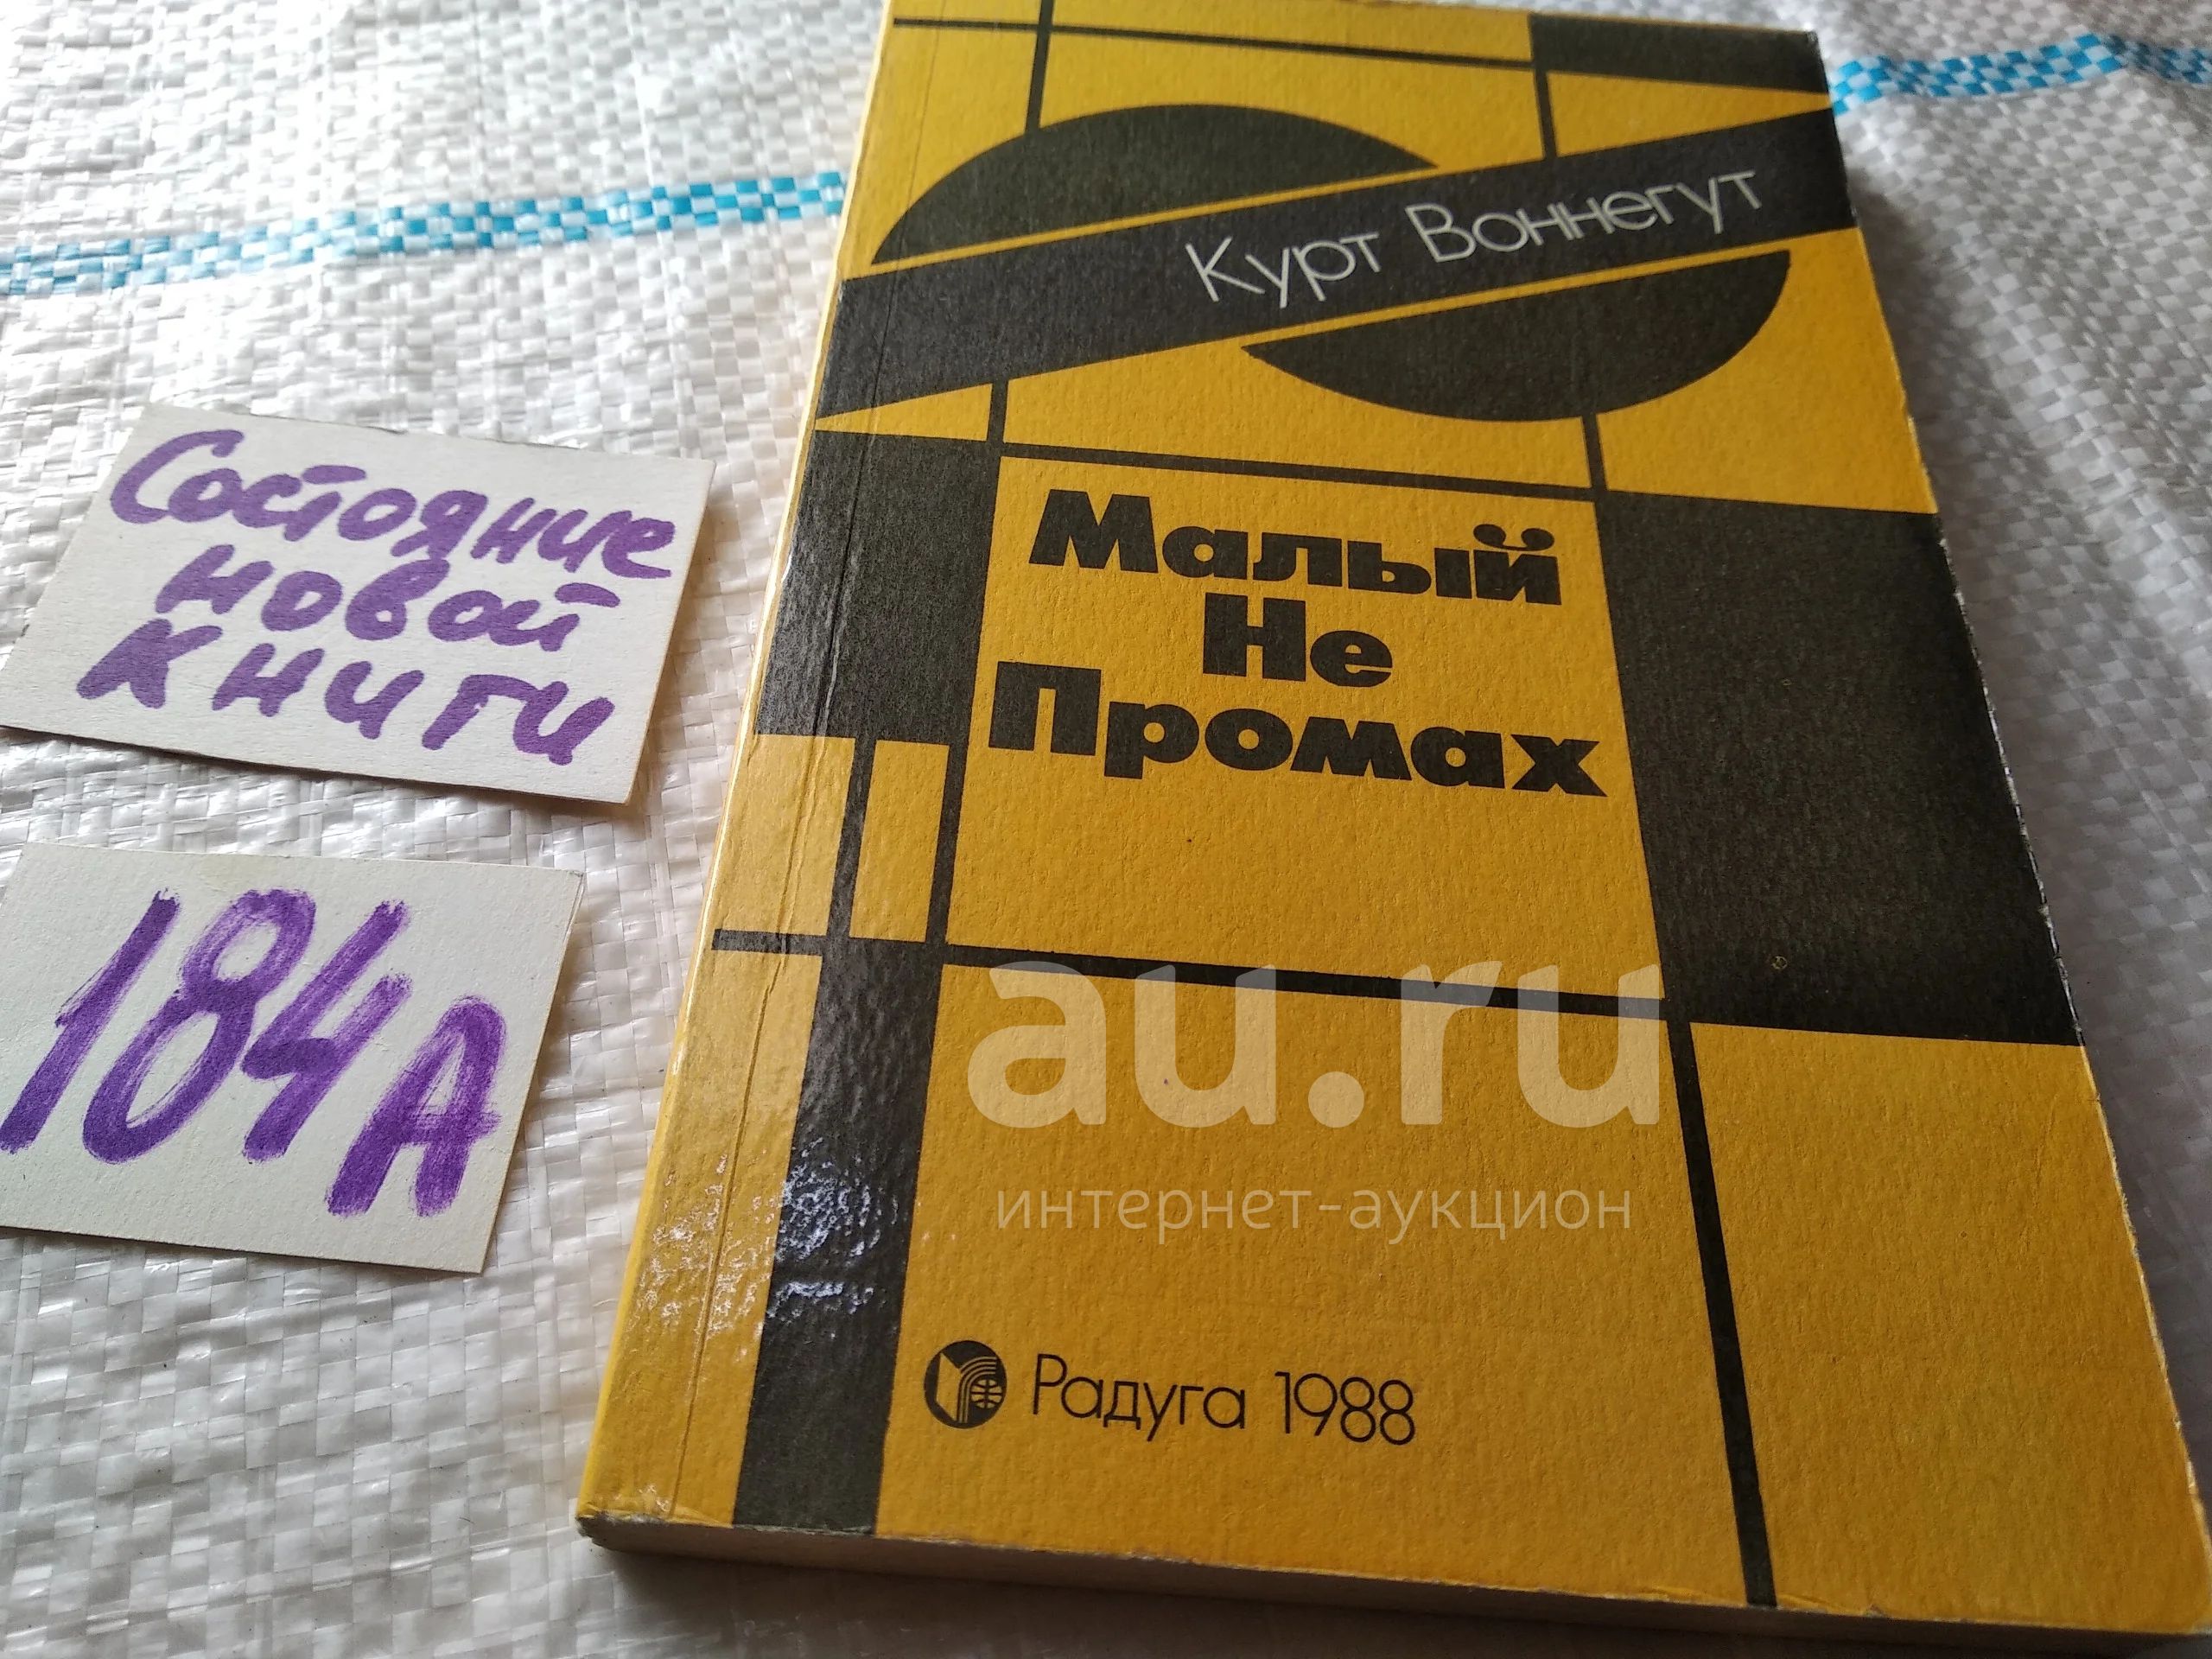 Курт Воннегут
Малый
Не
Промах
Состояние
новой
книги
184А
au.ru
интернет-аукцион
Радуга 1988